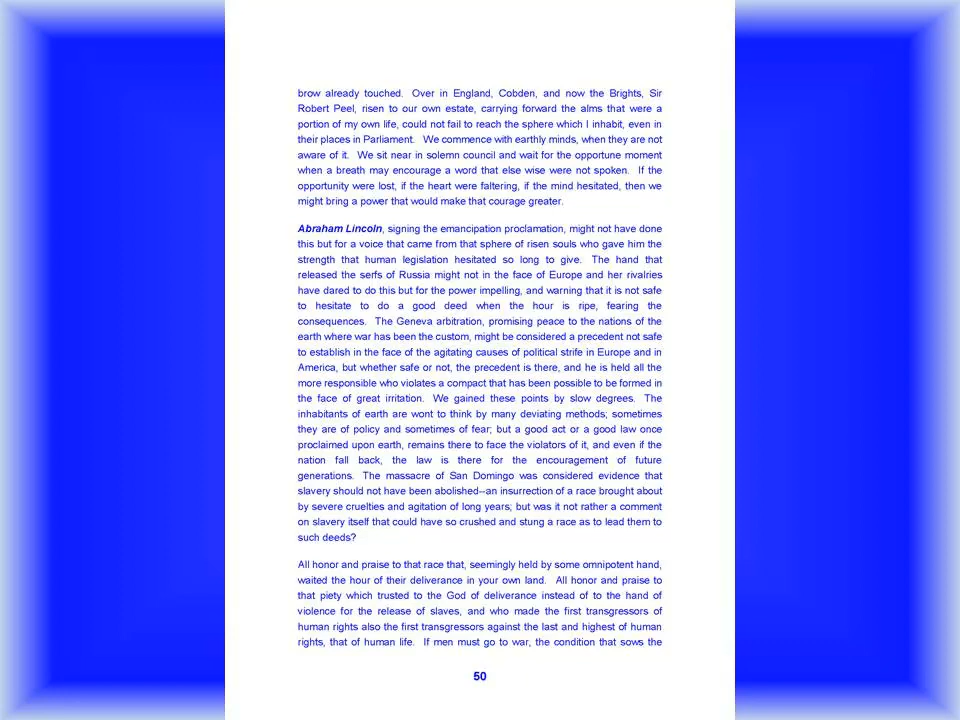 brow already touched. Over in England, Cobden, and now the Brights, Sir
Robert Peel, risen to our own estate, carrying forward the alms that were a
portion of my own life, could not fail to reach the sphere which I inhabit, even in
their places in Parliament. We commence with earthly minds, when they are not
aware of it. We sit near in solemn council and wait for the opportune moment
when a breath may encourage a word that else wise were not spoken. If the
opportunity were lost, if the heart were faltering, if the mind hesitated, then we
might bring a power that would make that courage greater.
Abraham Lincoln, signing the emancipation proclamation, might not have done
this but for a voice that came from that sphere of risen souls who gave him the
strength that human legislation hesitated so long to give. The hand that
released the serfs of Russia might not in the face of Europe and her rivalries
have dared to do this but for the power impelling, and warning that it is not safe
to hesitate to do a good deed when the hour is ripe, fearing the
consequences. The Geneva arbitration, promising peace to the nations of the
earth where war has been the custom, might be considered a precedent not safe
to establish in the face of the agitating causes of political strife in Europe and in
America, but whether safe or not, the precedent is there, and he is held all the
more responsible who violates a compact that has been possible to be formed in
the face of great irritation. We gained these points by slow degrees. The
inhabitants of earth are wont to think by many deviating methods; sometimes
they are of policy and sometimes of fear; but a good act or a good law once
proclaimed upon earth, remains there to face the violators of it, and even if the
nation fall back, the law is there for the encouragement of future
generations. The massacre of San Domingo was considered evidence that
slavery should not have been abolished--an insurrection of a race brought about
by severe cruelties and agitation of long years; but was it not rather a comment
on slavery itself that could have so crushed and stung a race as to lead them to
such deeds?
All honor and praise to that race that, seemingly held by some omnipotent hand,
waited the hour of their deliverance in your own land. All honor and praise to
that piety which trusted to the God of deliverance instead of to the hand of
violence for the release of slaves, and who made the first transgressors of
human rights also the first transgressors against the last and highest of human
rights, that of human life. If men must go to war, the condition that sows the
50